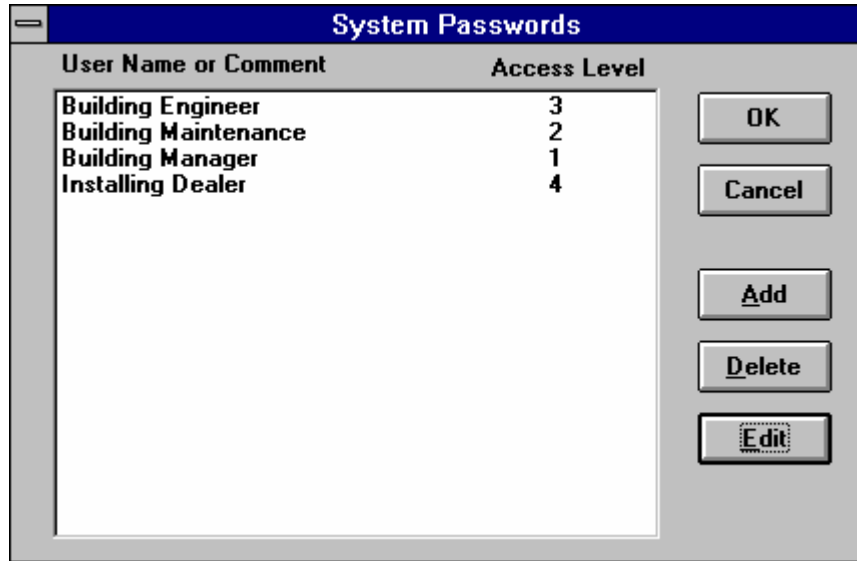 System Passwords
User Name or Comment Access Level
Building Engineer 3
Building Maintenance 2
Building Manager 1
Installing Dealer 4
OK
Cancel
Add
Delete
Edit